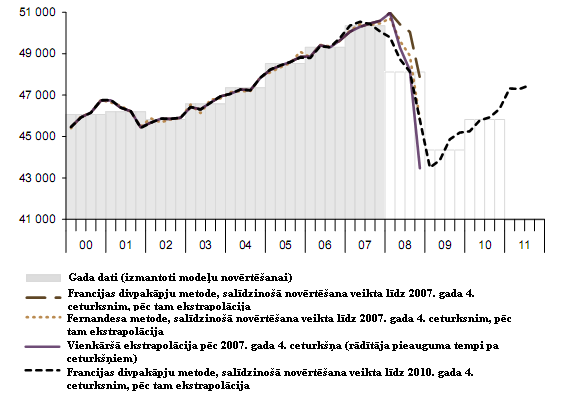 51 000
49 000
47 000
45 000
43 000
41 000
00 01 02 03 04 05 06 07 08 09 10 11
Gada dati (izmantoti modeļu novērtēšanai)
Francijas divpakāpju metode, salīdzinošā novērtēšana veikta līdz 2007. gada 4.
ceturksnim, pēc tam ekstrapolācija
Fernandesa metode, salīdzinošā novērtēšana veikta līdz 2007. gada 4. ceturksnim, pēc
tam ekstrapolācija
Vienkāršā ekstrapolācija pēc 2007. gada 4. ceturkšņa (rādītāja pieauguma tempi pa
ceturkšņiem)
Francijas divpakāpju metode, salīdzinošā novērtēšana veikta līdz 2010. gada 4.
ceturksnim, pēc tam ekstrapolācija